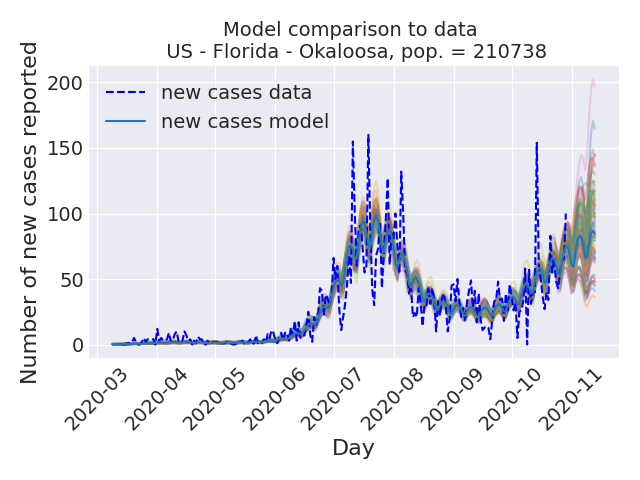 Model comparison to data
US - Florida - Okaloosa, pop. = 210738
Number of new cases reported
200
150
100
50
0
new cases data
new cases model
2020-03
2020-04
2020-05
2020-06
2020-07
2020-08
2020-09
2020-10
2020-11
Day